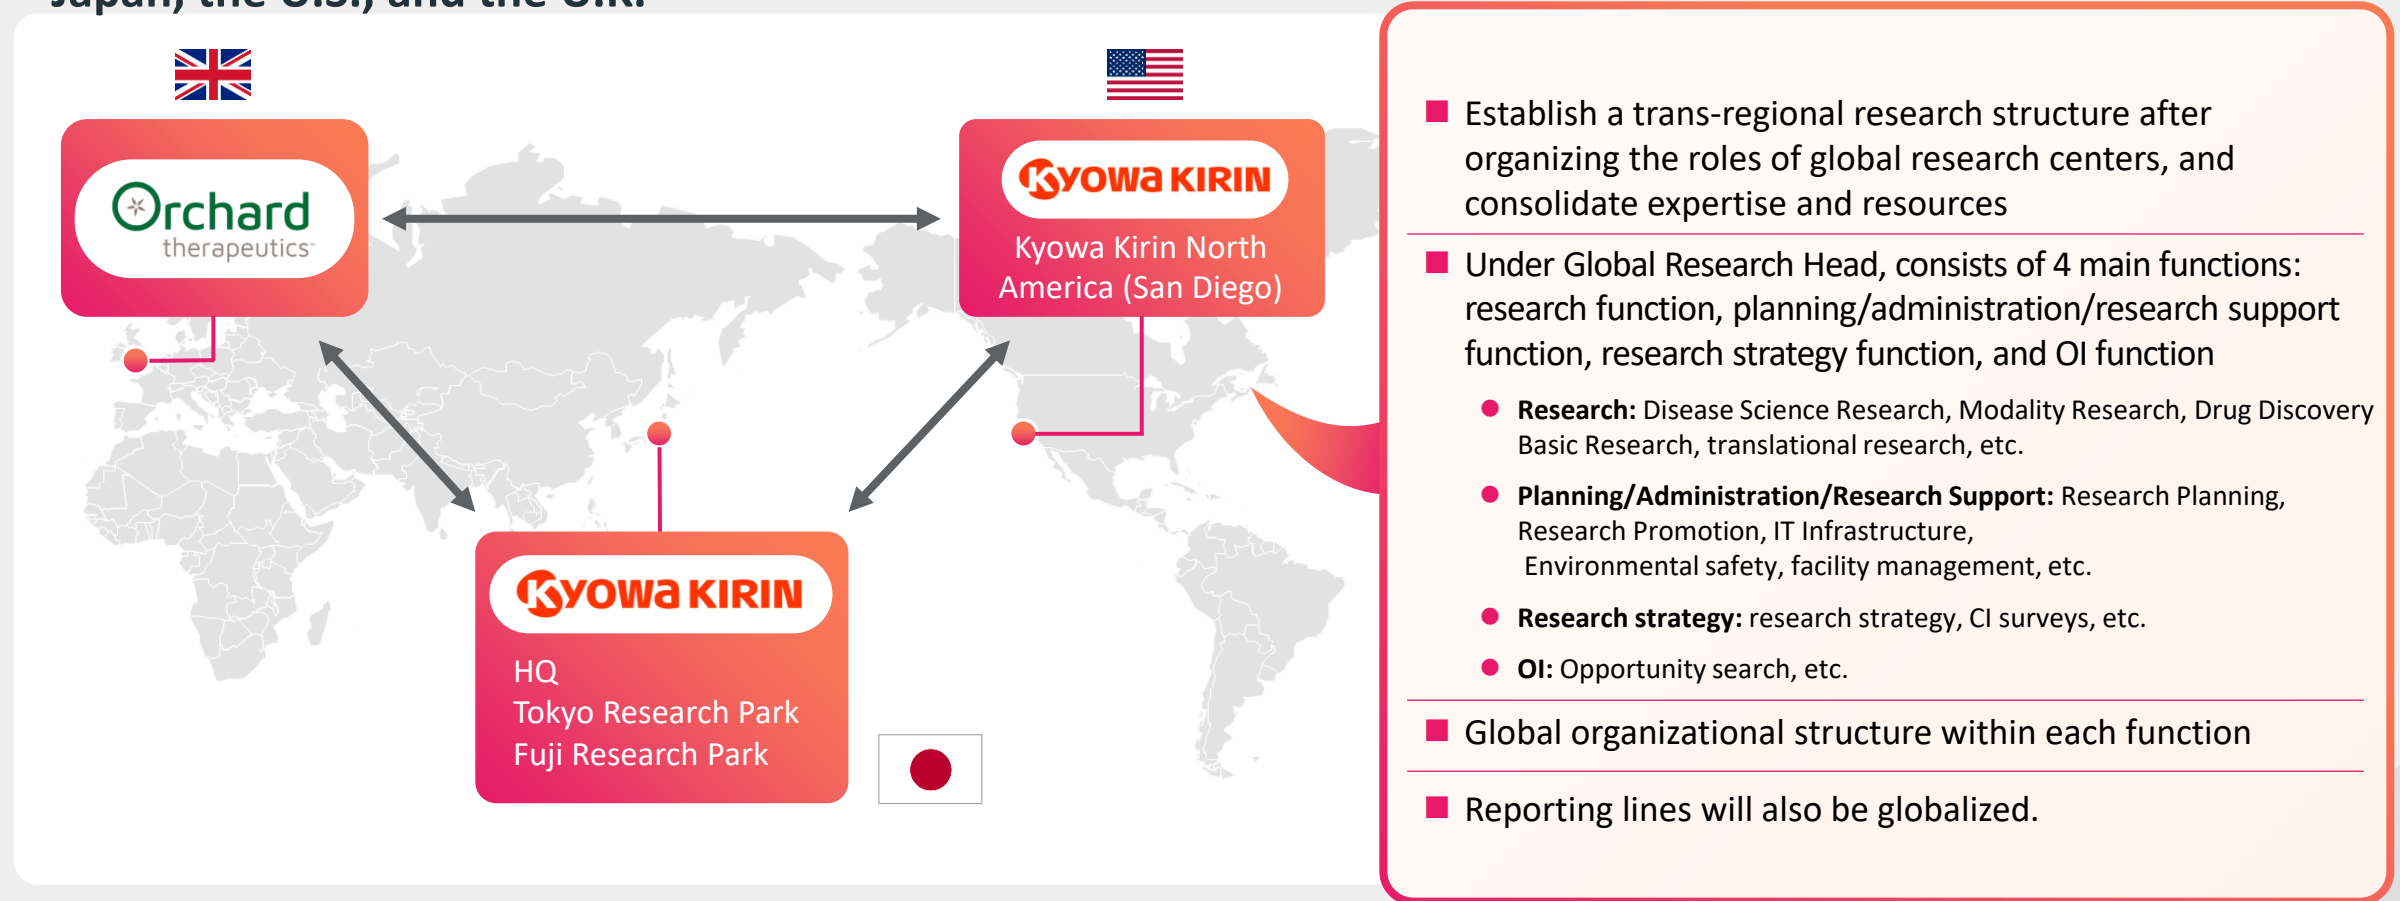 Japan, the U.S., and the U.K.
Orchard
therapeutics
KYOWA KIRIN
Kyowa Kirin North
America (San Diego)
KYOWA KIRIN
HQ
Tokyo Research Park
Fuji Research Park
Establish a trans-regional research structure after
organizing the roles of global research centers, and
consolidate expertise and resources
Under Global Research Head, consists of 4 main functions:
research function, planning/administration/research support
function, research strategy function, and OI function
Research: Disease Science Research, Modality Research, Drug Discovery
Basic Research, translational research, etc.
Planning/Administration/Research Support: Research Planning,
Research Promotion, IT Infrastructure,
Environmental safety, facility management, etc.
Research strategy: research strategy, CI surveys, etc.
OI: Opportunity search, etc.
Global organizational structure within each function
Reporting lines will also be globalized.